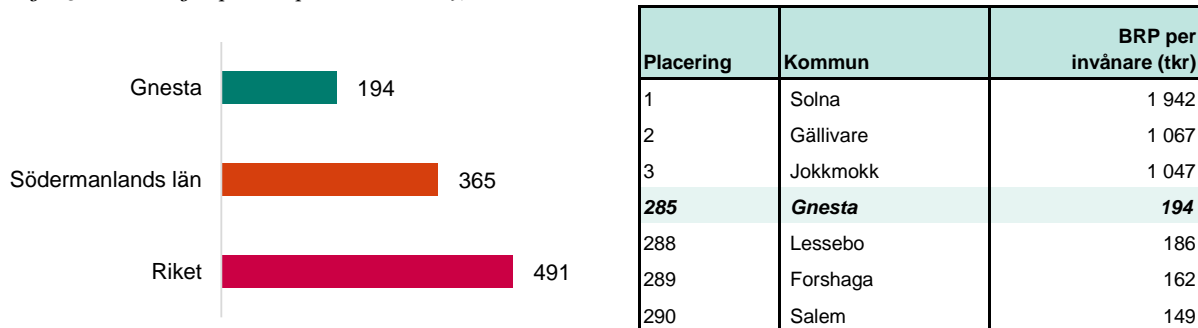 Gnesta 194
Södermanlands län 365
Riket 491
Placering Kommun BRP per invånare (tkr)
1 Solna 1 942
2 Gällivare 1 067
3 Jokkmokk 1 047
285 Gnesta 194
288 Lessebo 186
289 Forshaga 162
290 Salem 149